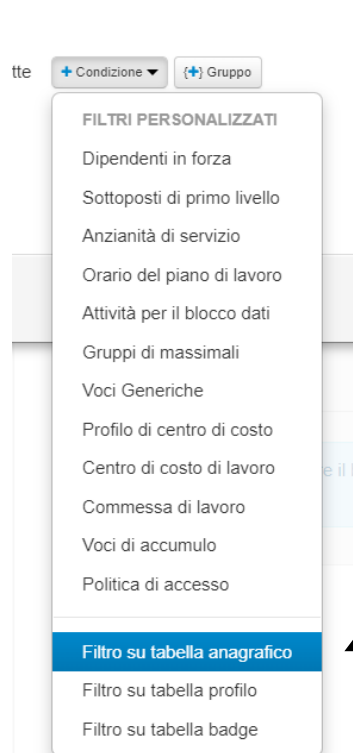 tte + Condizione {+} Gruppo
FILTRI PERSONALIZZATI
Dipendenti in forza
Sottoposti di primo livello
Anzianità di servizio
Orario del piano di lavoro
Attività per il blocco dati
Gruppi di massimali
Voci Generiche
Profilo di centro di costo
Centro di costo di lavoro
e il
Commessa di lavoro
Voci di accumulo
Politica di accesso
Filtro su tabella anagrafico
Filtro su tabella profilo
Filtro su tabella badge